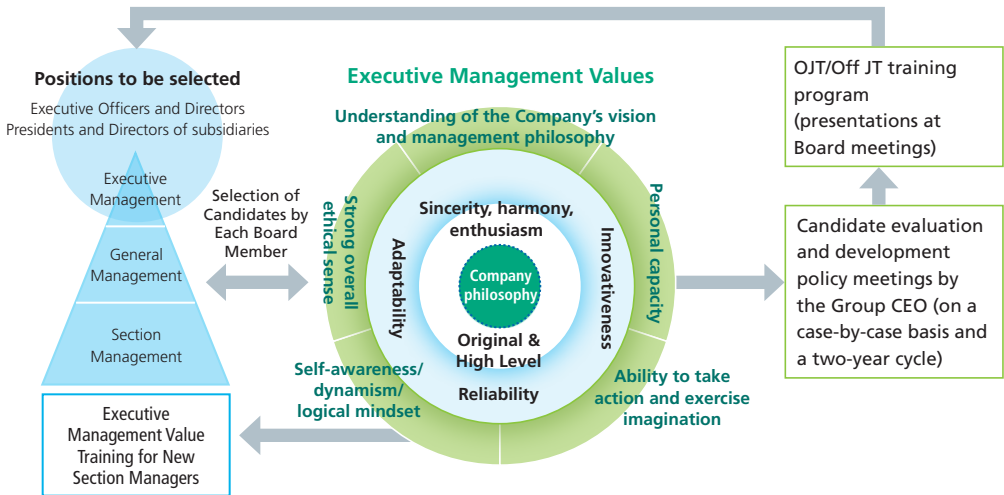 Positions to be selected
Executive Officers and Directors
Presidents and Directors of subsidiaries
Executive
Management
General
Management
Section
Management
Executive
Management Value
Training for New
Section Managers
Selection of
Candidates by
Each Board
Member
Executive Management Values
Understanding of the Company's vision
and management philosophy
Strong overall
ethical sense
Personal capacity
Self-awareness/
dynamism/
logical mindset
Ability to take
action and exercise
imagination
Adaptability
Innovativeness
Reliability
Sincerity, harmony,
enthusiasm
Company
philosophy
Original &
High Level
OJT/Off JT training
program
(presentations at
Board meetings)
Candidate evaluation
and development
policy meetings by
the Group CEO (on a
case-by-case basis and
a two-year cycle)